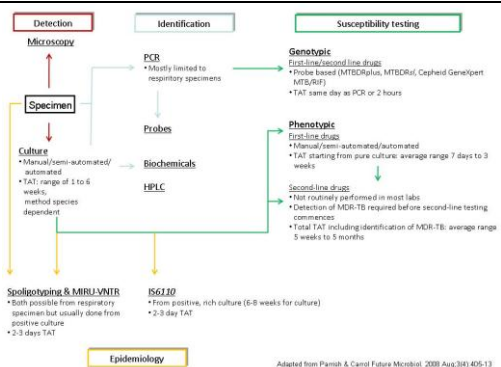 Detection
Identification
Susceptibility testing
Microscopy
Specimen
Culture
• Manual/semi-automated/
automated
• TAT: range of 1 to 6
weeks,
method species
dependent
PCR
• Mostly limited to
respiritory specimens
Probes
Biochemicals
HPLC
Genotypic
First-line/second line drugs
• Probe based (MTBDRplus, MTBDRsl, Cepheid GeneXpert
MTB/RIF)
• TAT same day as PCR or 2 hours
Phenotypic
First-line drugs
• Manual/semi-automated/automated
• TAT starting from pure culture: average range 7 days to 3
weeks
Second-line drugs
• Not routinely performed in most labs
• Detection of MDR-TB required before second-line testing
commences
• Total TAT including identification of MDR-TB: average range
5 weeks to 5 months
Spoligotyping & MIRU-VNTR
• Both possible from respiratory
specimen but usually done from
positive culture
• 2-3 days TAT
IS6110
• From positive, rich culture (6-8 weeks for culture)
• 2-3 day TAT
Epidemiology
Adapted from Parrish & Carrol Future Microbiol. 2008 Aug;3(4):405-13